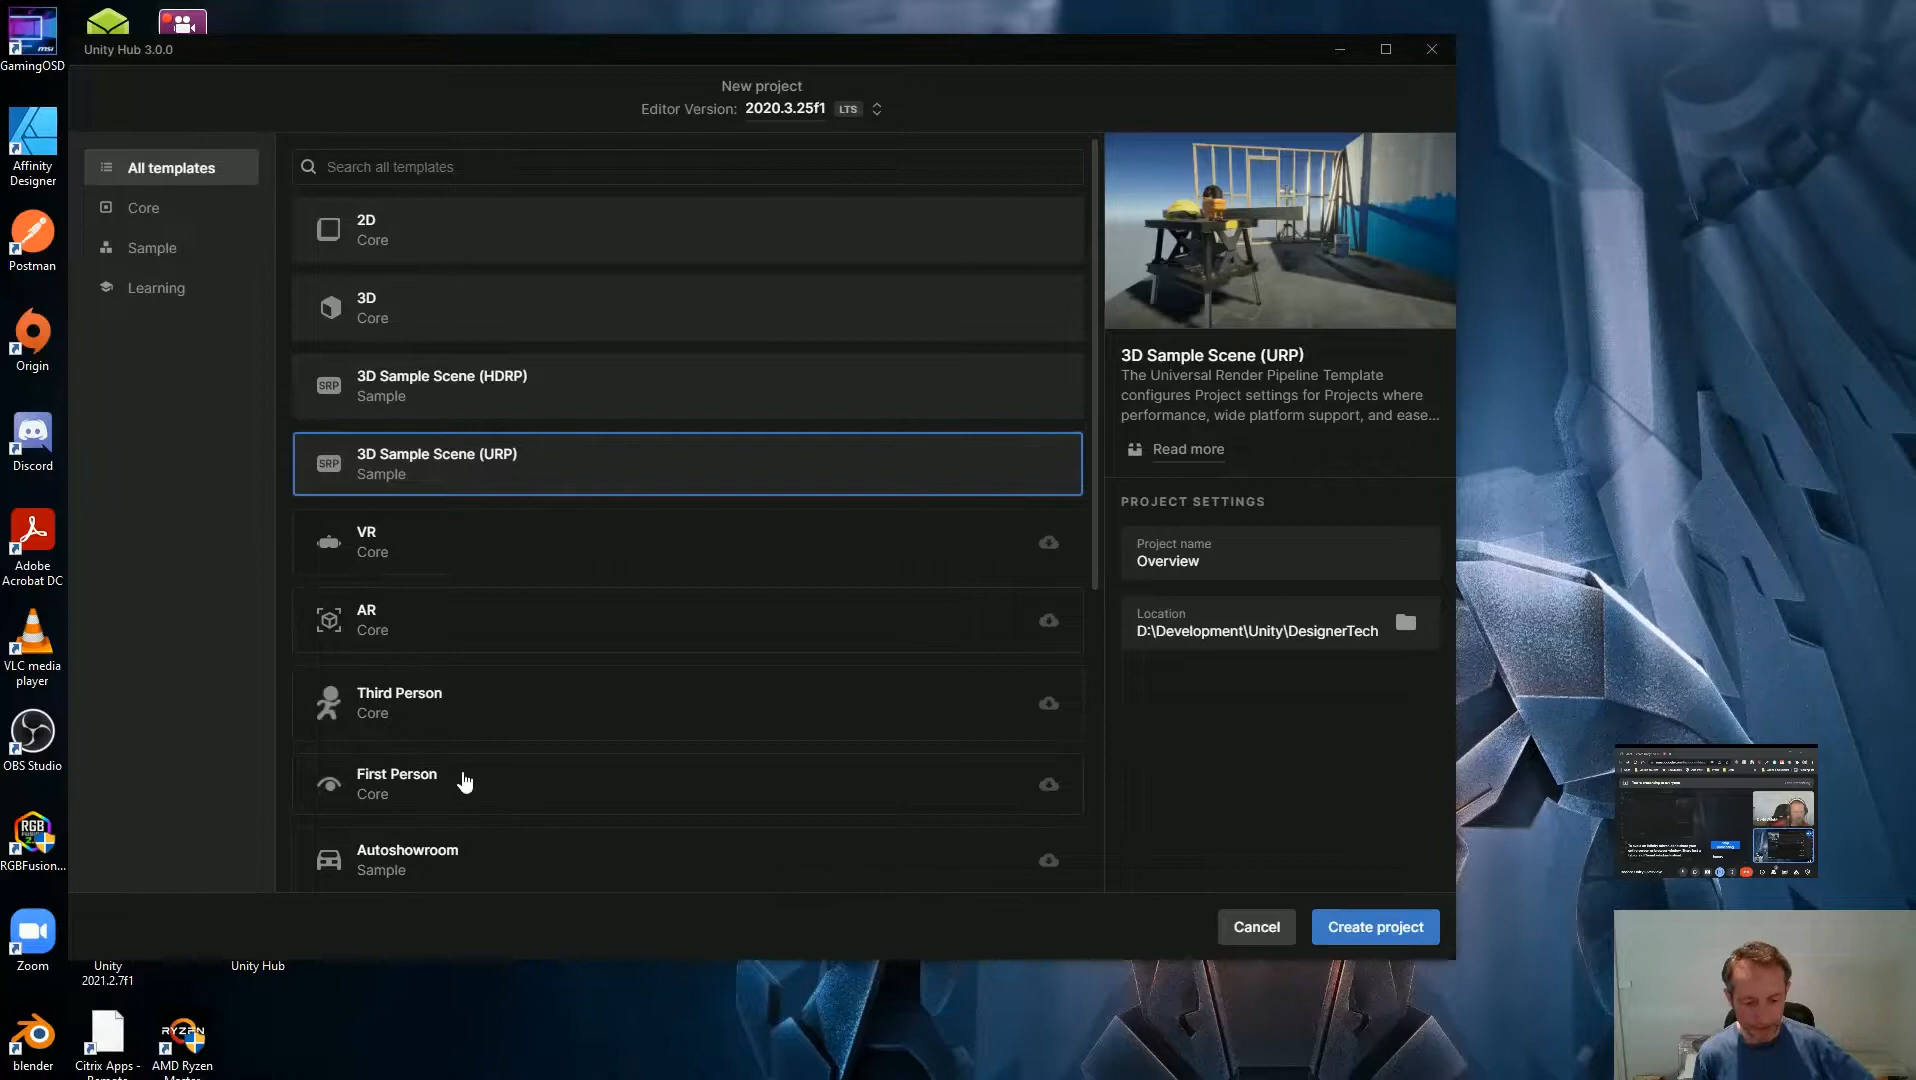 GamingOSD
Affinity
Designer
Postman
Origin
Discord
Adobe
Acrobat DC
VLC media
player
OBS Studio
RGB
RGBFusion...
Zoom
Unity
2021.2.7f1
Unity Hub
blender
Citrix Apps -
RYZEN
AMD Ryzen
Unity Hub 3.0.0
New project
Editor Version: 2020.3.25f1 LTS
All templates
Core
Sample
Learning
Search all templates
2D
Core
3D
Core
SRP
3D Sample Scene (HDRP)
Sample
SRP
3D Sample Scene (URP)
Sample
VR
Core
AR
Core
Third Person
Core
First Person
Core
Autoshowroom
Sample
3D Sample Scene (URP)
The Universal Render Pipeline Template
configures Project settings for Projects where
performance, wide platform support, and ease...
Read more
PROJECT SETTINGS
Project name
Overview
Location
D:\Development\Unity\DesignerTech
Cancel
Create project